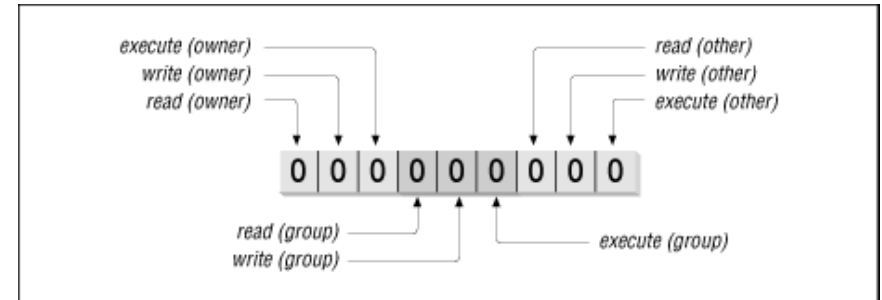 execute (owner)
write (owner)
read (owner)
read (other)
write (other)
execute (other)
0 0 0 0 0 0 0 0 0
read (group)
write (group)
execute (group)